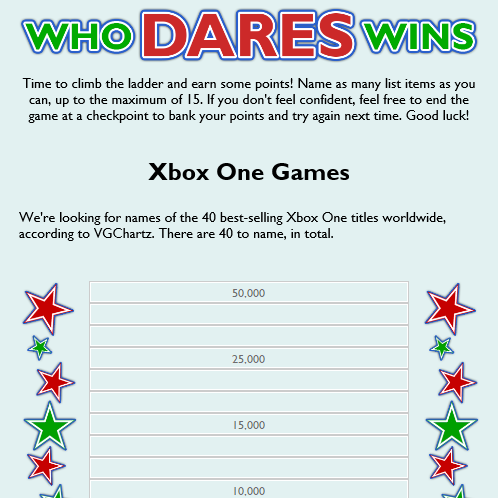 WHO DARES WINS
Time to climb the ladder and earn some points! Name as many list items as you
can, up to the maximum of 15. If you don't feel confident, feel free to end the
game at a checkpoint to bank your points and try again next time. Good luck!
Xbox One Games
We're looking for names of the 40 best-selling Xbox One titles worldwide,
according to VGChartz. There are 40 to name, in total.
50,000
25,000
15,000
10,000